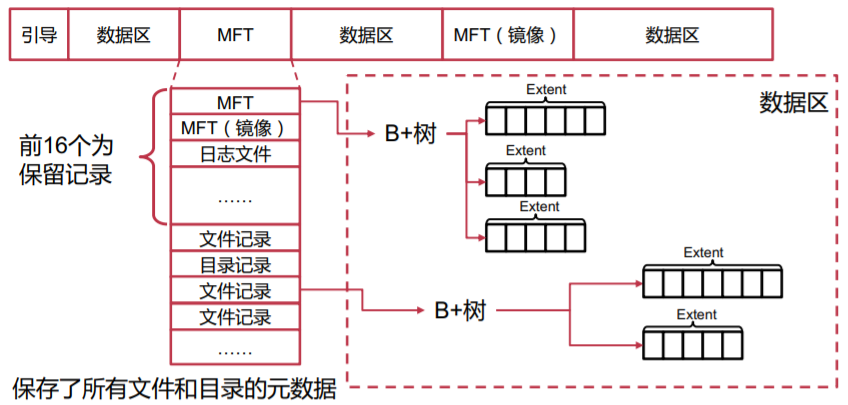 引导
数据区
MFT
数据区
MFT（镜像）
数据区
MFT
MFT（镜像）
日志文件
……
文件记录
目录记录
文件记录
文件记录
……
前16个为
保留记录
保存了所有文件和目录的元数据
数据区
B+树
Extent
Extent
Extent
B+树
Extent
Extent